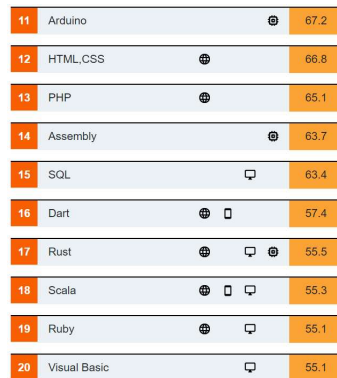 11 Arduino 67.2
12 HTML,CSS 66.8
13 PHP 65.1
14 Assembly 63.7
15 SQL 63.4
16 Dart 57.4
17 Rust 55.5
18 Scala 55.3
19 Ruby 55.1
20 Visual Basic 55.1